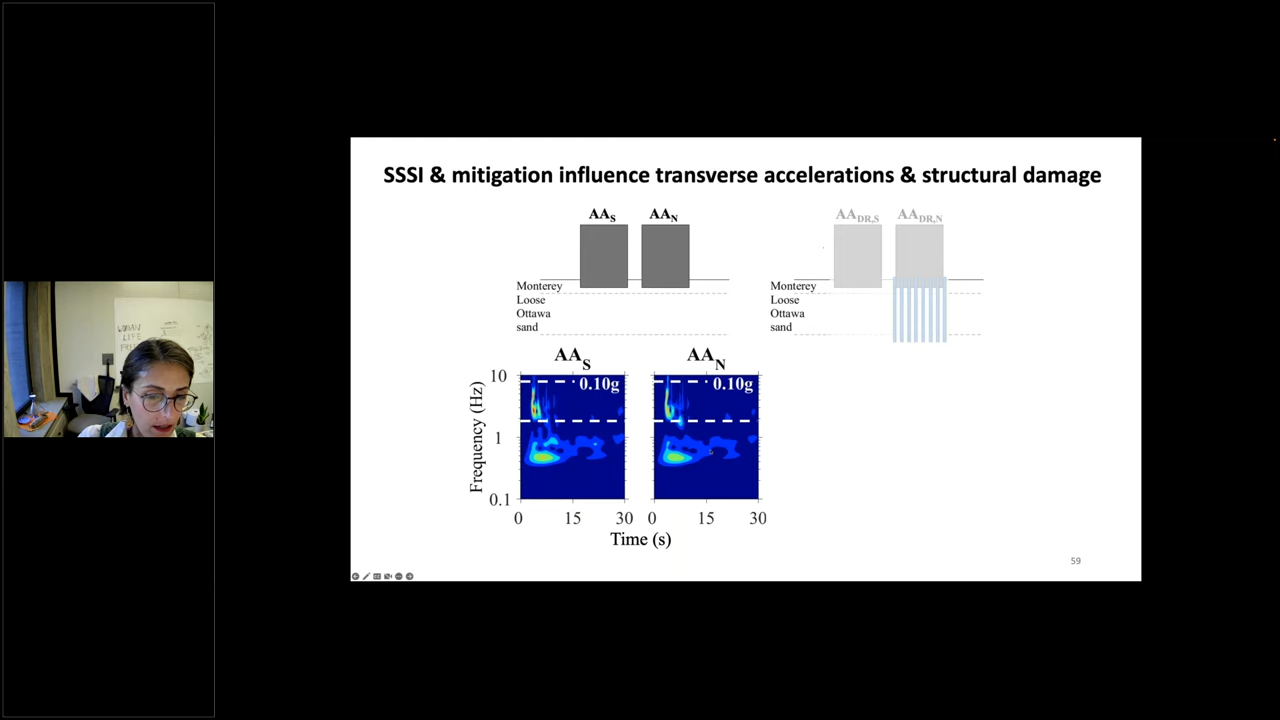 SSSI & mitigation influence transverse accelerations & structural damage
AAS AAN
Monterey
Loose
Ottawa
sand
AADR,S AADR,N
Monterey
Loose
Ottawa
sand
AAS AAN
Frequency (Hz)
10
1
0.1
0.10g
0.10g
0 15 30 0 15 30
Time (s)
59
URBAN
LIFE